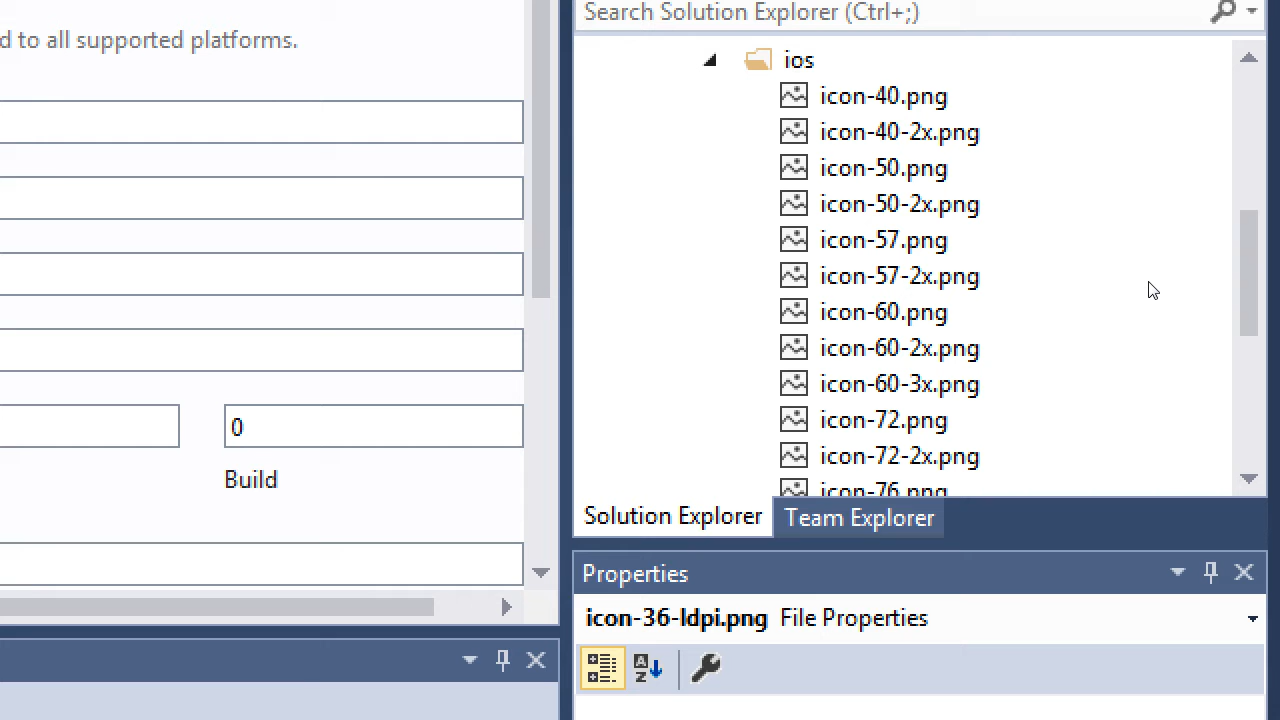 d to all supported platforms.
0
Build
Search Solution Explorer (Ctrl+;)
ios
icon-40.png
icon-40-2x.png
icon-50.png
icon-50-2x.png
icon-57.png
icon-57-2x.png
icon-60.png
icon-60-2x.png
icon-60-3x.png
icon-72.png
icon-72-2x.png
icon-76.png
Solution Explorer Team Explorer
Properties
icon-36-ldpi.png File Properties